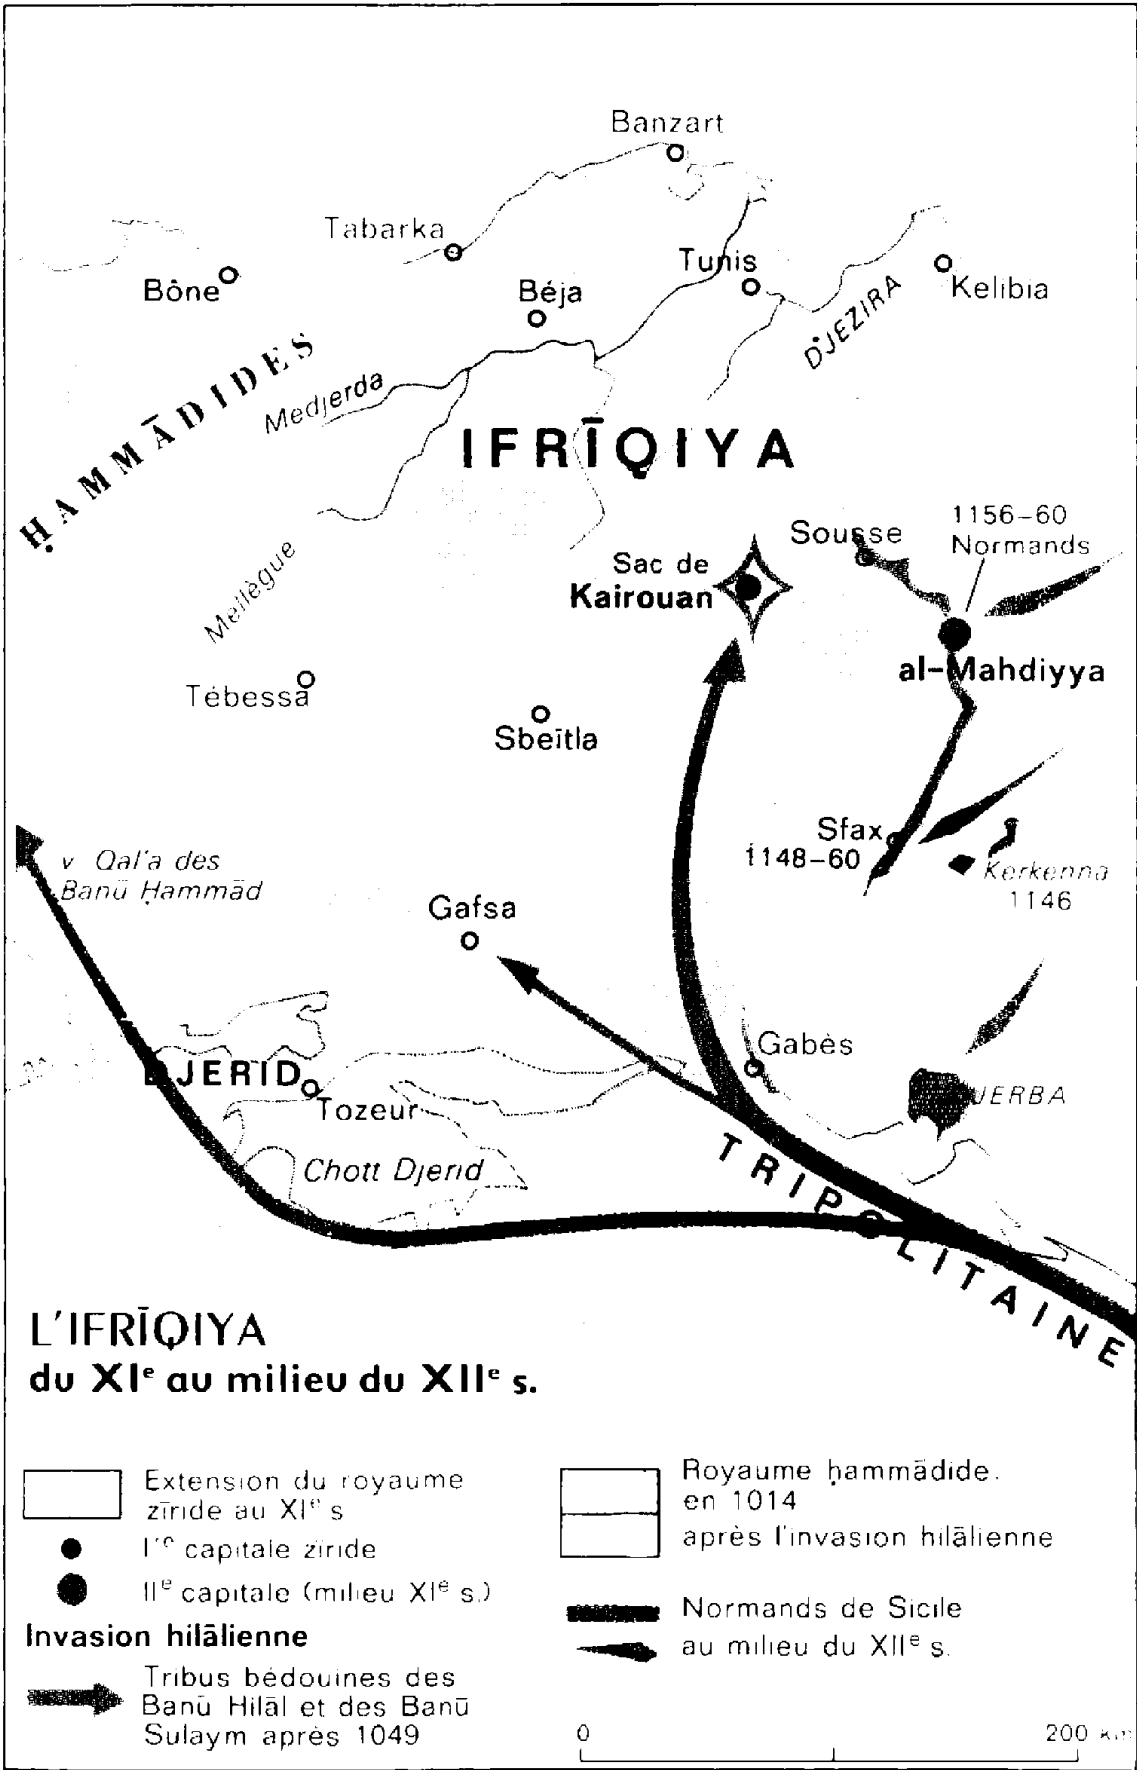 Banzart
Tabarka
Bône
Béja
Tunis
Kelibia
DJEZIRA
ḤAMMĀDIDES
Medjerda
IFRĪQIYA
Mellègue
Sousse
1156–60
Normands
Sac de
Kairouan
al-Mahdiyya
Tébessa
Sbeïtla
Sfax
1148–60
Kerkenna
1146
v Qal'a des
Banū Ḥammād
Gafsa
Gabès
DJERID
Tozeur
JERBA
Chott Djerid
TRIPOLITAINE
L'IFRĪQIYA
du XIe au milieu du XIIe s.
Extension du royaume
zīride au XIe s
Ire capitale ziride
IIe capitale (milieu XIe s.)
Invasion hilālienne
Tribus bédouines des
Banū Hilāl et des Banū
Sulaym après 1049
Royaume ḥammādide.
en 1014
après l'invasion hilālienne
Normands de Sicile
au milieu du XIIe s.
0 200 km